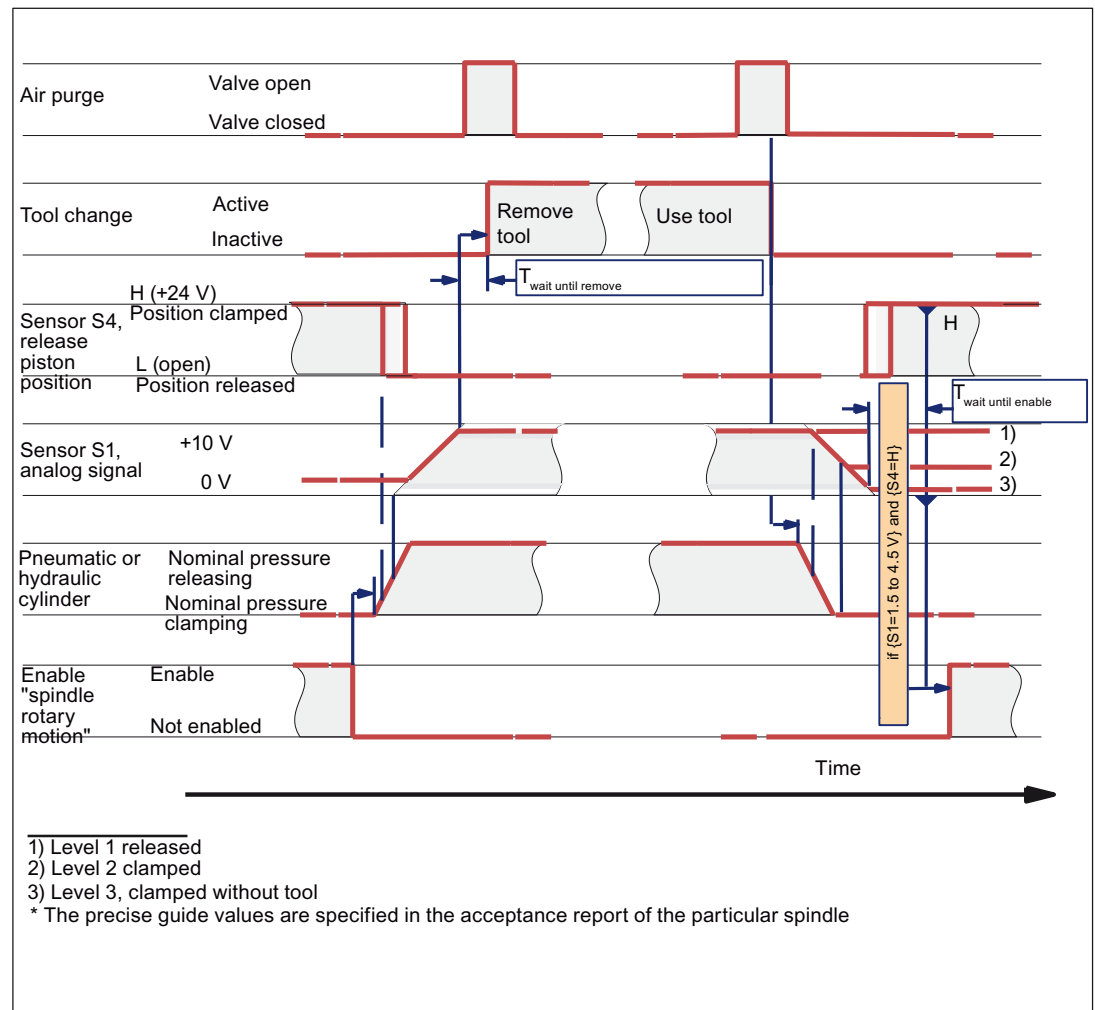 Valve open
Air purge
Valve closed
Active
Tool change
Inactive
Remove
tool
Use tool
T wait until remove
H (+24 V)
Position clamped
Sensor S4,
release
piston
position
L (open)
Position released
H
T wait until enable
+10 V
Sensor S1,
analog signal
0 V
1)
2)
3)
if {S1=1.5 to 4.5 V} and {S4=H}
Pneumatic or
hydraulic
cylinder
Nominal pressure
releasing
Nominal pressure
clamping
Enable
"spindle
rotary
motion"
Enable
Not enabled
Time
1) Level 1 released
2) Level 2 clamped
3) Level 3, clamped without tool
* The precise guide values are specified in the acceptance report of the particular spindle